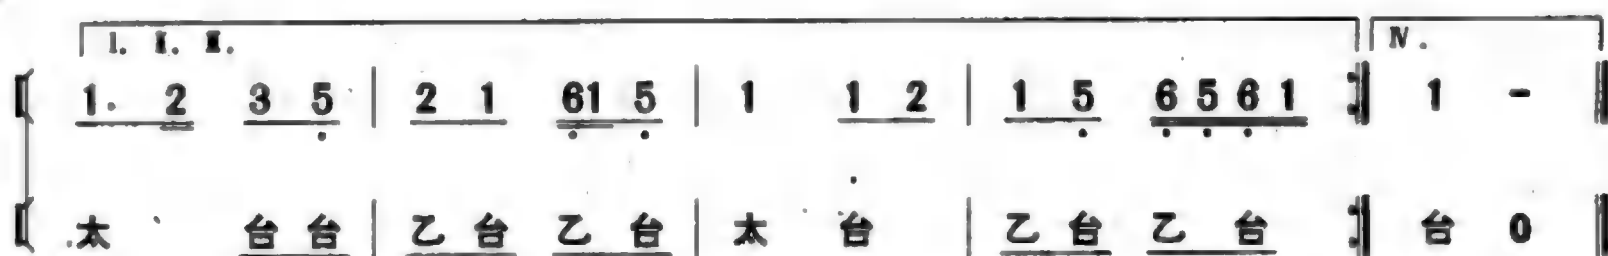 I. II. III. IV.
1. 2 3 5 | 2 1 61 5 | 1 1 2 | 1 5 6561 :‖ 1 - ‖
太 台台 | 乙台 乙台 | 太 台 | 乙台 乙台 :‖ 台 0 ‖